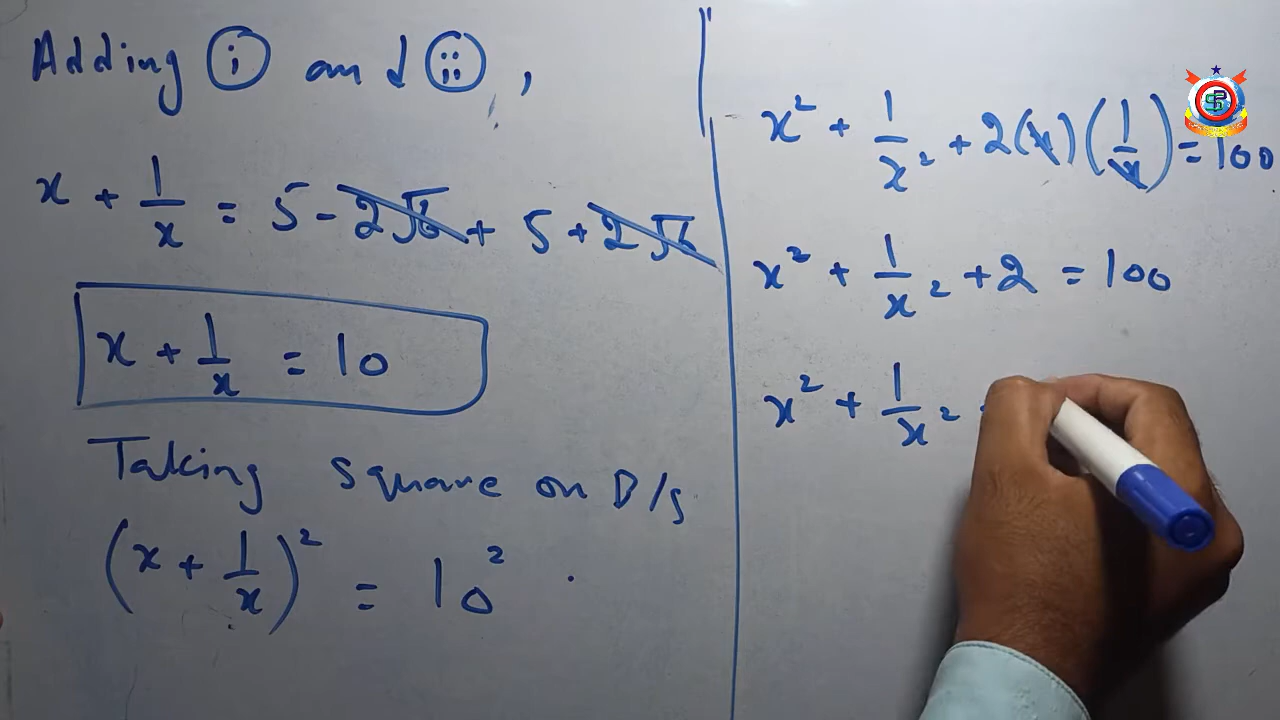 Adding (i) and (ii),
x + 1/x = 5 - 2√6 + 5 + 2√6
x + 1/x = 10
Taking square on B/S
(x + 1/x)² = 10²
x² + 1/x² + 2(x)(1/x) = 100
x² + 1/x² + 2 = 100
x² + 1/x²